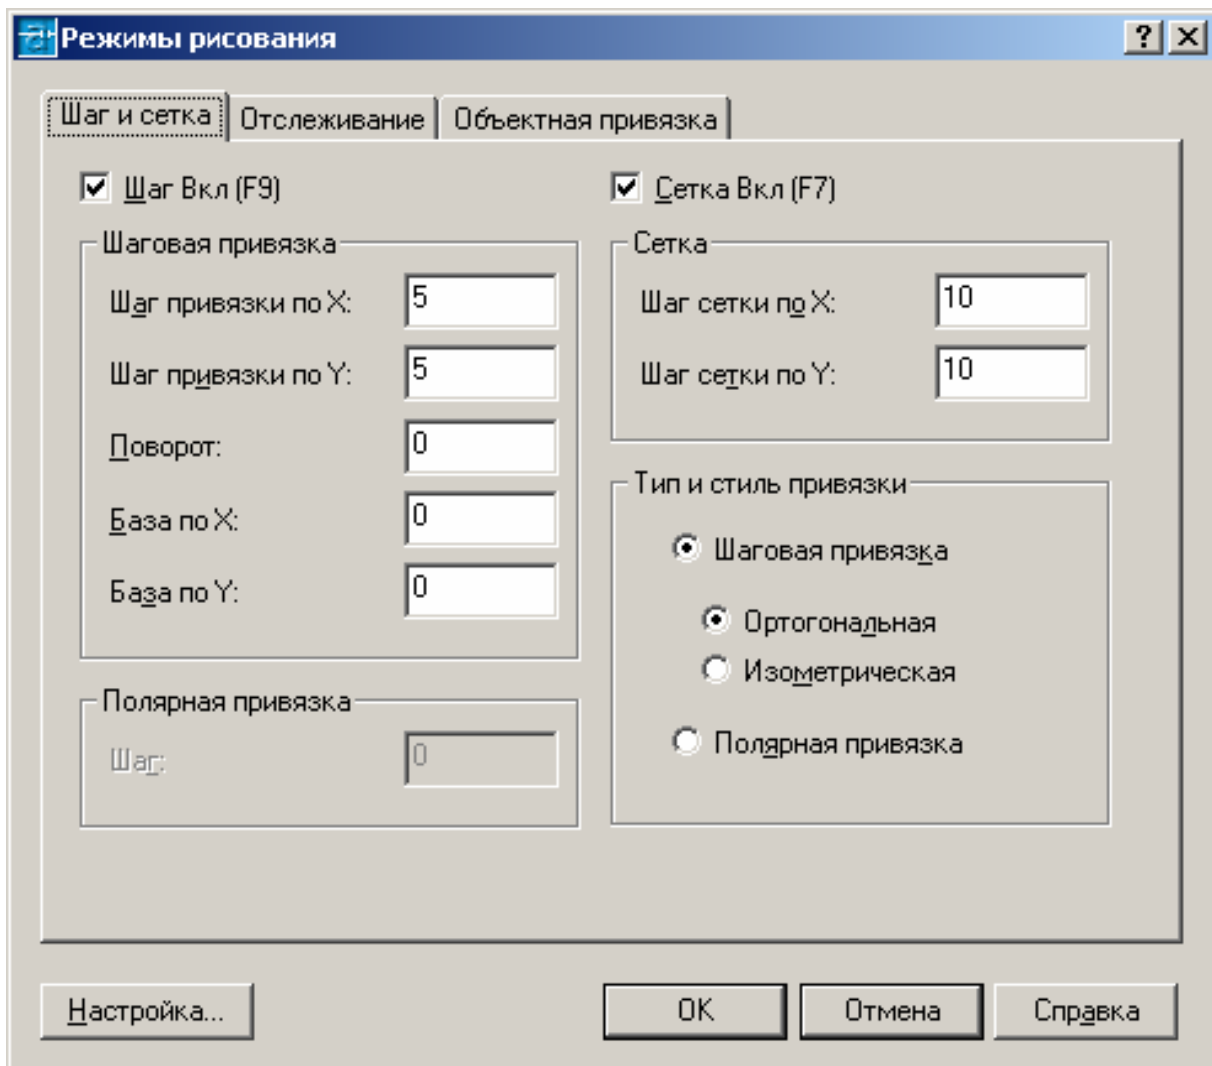 Режимы рисования
Шаг и сетка
Отслеживание
Объектная привязка
Шаг Вкл (F9)
Шаговая привязка
Шаг привязки по X:
5
Шаг привязки по Y:
5
Поворот:
0
База по X:
0
База по Y:
0
Полярная привязка
Шаг:
0
Сетка Вкл (F7)
Сетка
Шаг сетки по X:
10
Шаг сетки по Y:
10
Тип и стиль привязки
Шаговая привязка
Ортогональная
Изометрическая
Полярная привязка
Настройка...
OK
Отмена
Справка